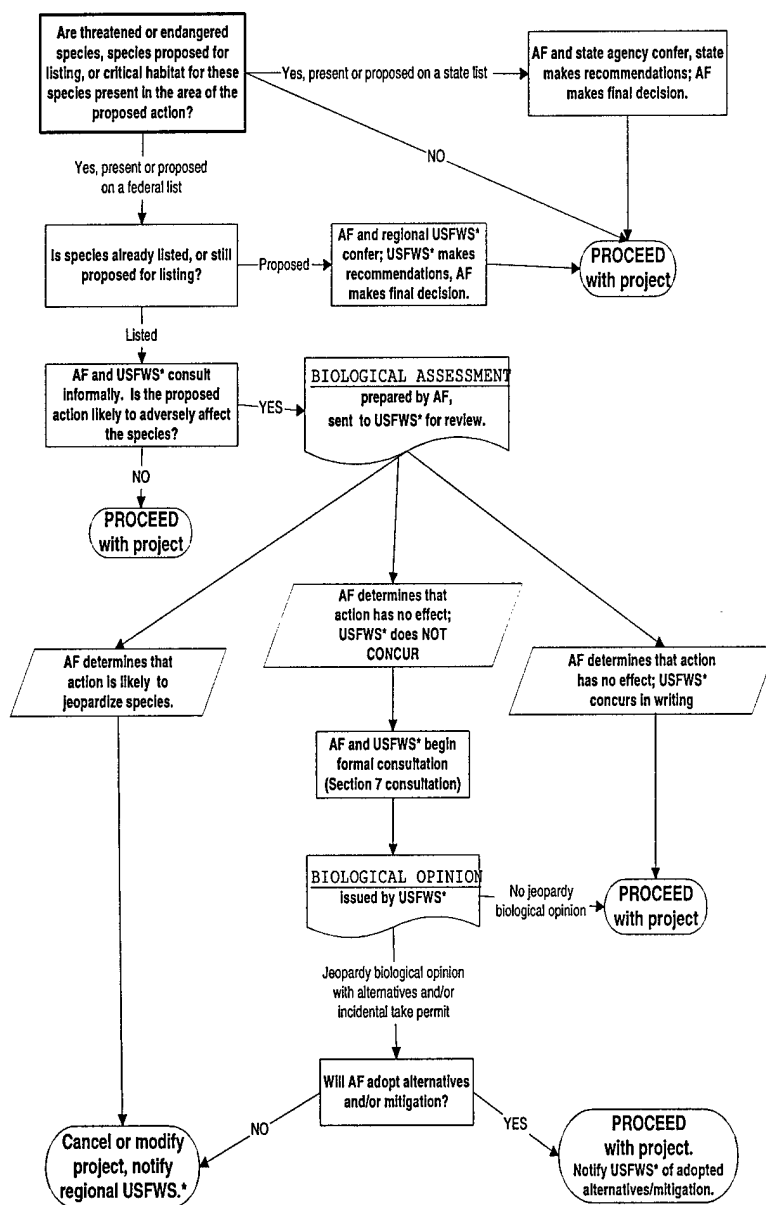 Are threatened or endangered
species, species proposed for
listing, or critical habitat for these
species present in the area of the
proposed action?
Yes, present or proposed on a state list
AF and state agency confer, state
makes recommendations; AF
makes final decision.
NO
Yes, present or proposed
on a federal list
Is species already listed, or still
proposed for listing?
Proposed
AF and regional USFWS*
confer; USFWS* makes
recommendations, AF
makes final decision.
PROCEED
with project
Listed
AF and USFWS* consult
informally. Is the proposed
action likely to adversely affect
the species?
YES
BIOLOGICAL ASSESSMENT
prepared by AF,
sent to USFWS* for review.
NO
PROCEED
with project
AF determines that
action is likely to
jeopardize species.
AF determines that
action has no effect;
USFWS* does NOT
CONCUR
AF determines that action
has no effect; USFWS*
concurs in writing
AF and USFWS* begin
formal consultation
(Section 7 consultation)
BIOLOGICAL OPINION
issued by USFWS*
No jeopardy
biological opinion
PROCEED
with project
Jeopardy biological opinion
with alternatives and/or
incidental take permit
Will AF adopt alternatives
and/or mitigation?
NO
YES
Cancel or modify
project, notify
regional USFWS.*
PROCEED
with project.
Notify USFWS* of adopted
alternatives/mitigation.